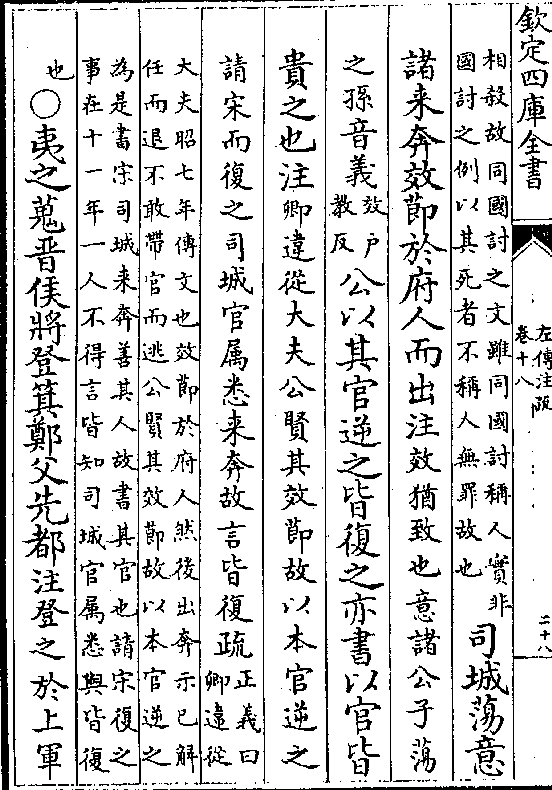 欽定四庫全書
左傳注疏
卷十八
二十八
相殺故同國討之文雖同國討稱人實非
國討之例以其死者不稱人無罪故也
司城蕩意
諸来奔效節於府人而出注效猶致也意諸公子蕩
之孫音義效戶
教反公以其官逆之皆復之亦書以官皆
貴之也注卿違從大夫公賢其效節故以本官逆之
請宋而復之司城官属悉来奔故言皆復疏正義曰
卿違從
大夫昭七年傳文也效節於府人然後出奔示已解
任而退不敢帶官而逃公賢其效節故以本官逆之
為是書宋司城来奔善其人故書其官也請宋復之
事在十一年一人不得言皆知司城官属悉與皆復
也
○夷之蒐晉侯將登箕鄭父先都注登之於上軍